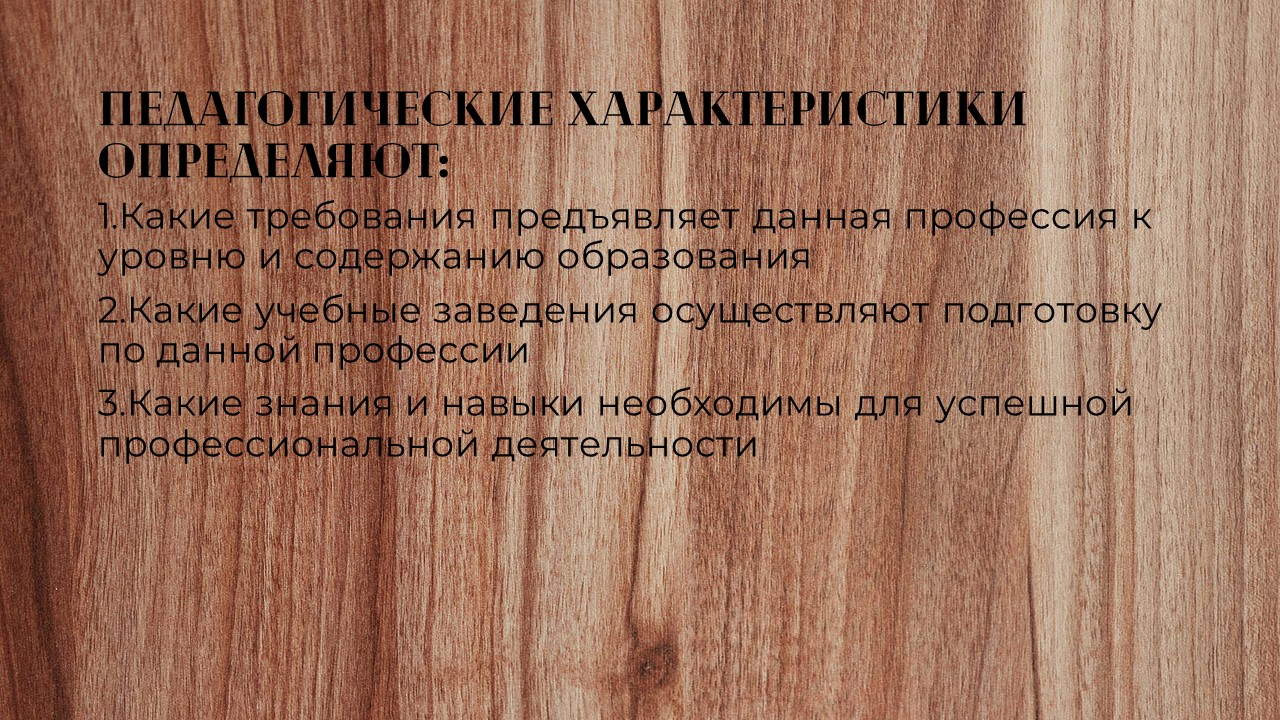 ПЕДАГОГИЧЕСКИЕ ХАРАКТЕРИСТИКИ
ОПРЕДЕЛЯЮТ:
1.Какие требования предъявляет данная профессия к
уровню и содержанию образования
2.Какие учебные заведения осуществляют подготовку
по данной профессии
3.Какие знания и навыки необходимы для успешной
профессиональной деятельности